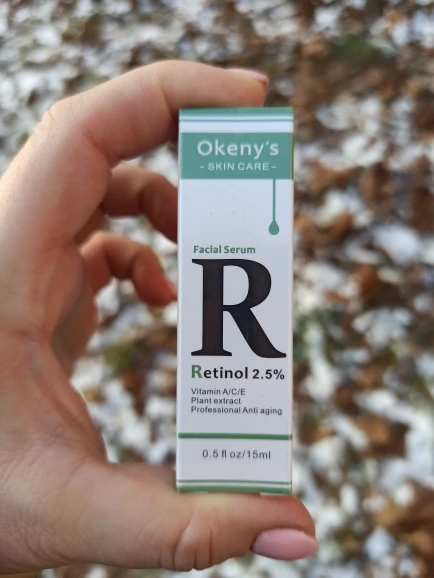 Okeny's
- SKIN CARE -
Facial Serum
R
Retinol 2.5%
Vitamin A/C/E
Plant extract
Professional Anti aging
0.5 fl oz/15ml